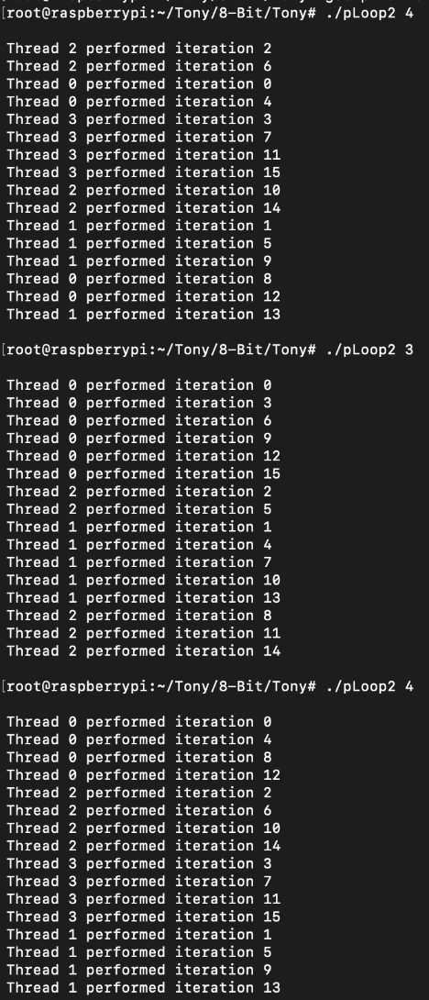 [root@raspberrypi:~/Tony/8-Bit/Tony# ./pLoop2 4
Thread 2 performed iteration 2
Thread 2 performed iteration 6
Thread 0 performed iteration 0
Thread 0 performed iteration 4
Thread 3 performed iteration 3
Thread 3 performed iteration 7
Thread 3 performed iteration 11
Thread 3 performed iteration 15
Thread 2 performed iteration 10
Thread 2 performed iteration 14
Thread 1 performed iteration 1
Thread 1 performed iteration 5
Thread 1 performed iteration 9
Thread 0 performed iteration 8
Thread 0 performed iteration 12
Thread 1 performed iteration 13
[root@raspberrypi:~/Tony/8-Bit/Tony# ./pLoop2 3
Thread 0 performed iteration 0
Thread 0 performed iteration 3
Thread 0 performed iteration 6
Thread 0 performed iteration 9
Thread 0 performed iteration 12
Thread 0 performed iteration 15
Thread 2 performed iteration 2
Thread 2 performed iteration 5
Thread 1 performed iteration 1
Thread 1 performed iteration 4
Thread 1 performed iteration 7
Thread 1 performed iteration 10
Thread 1 performed iteration 13
Thread 2 performed iteration 8
Thread 2 performed iteration 11
Thread 2 performed iteration 14
[root@raspberrypi:~/Tony/8-Bit/Tony# ./pLoop2 4
Thread 0 performed iteration 0
Thread 0 performed iteration 4
Thread 0 performed iteration 8
Thread 0 performed iteration 12
Thread 2 performed iteration 2
Thread 2 performed iteration 6
Thread 2 performed iteration 10
Thread 2 performed iteration 14
Thread 3 performed iteration 3
Thread 3 performed iteration 7
Thread 3 performed iteration 11
Thread 3 performed iteration 15
Thread 1 performed iteration 1
Thread 1 performed iteration 5
Thread 1 performed iteration 9
Thread 1 performed iteration 13